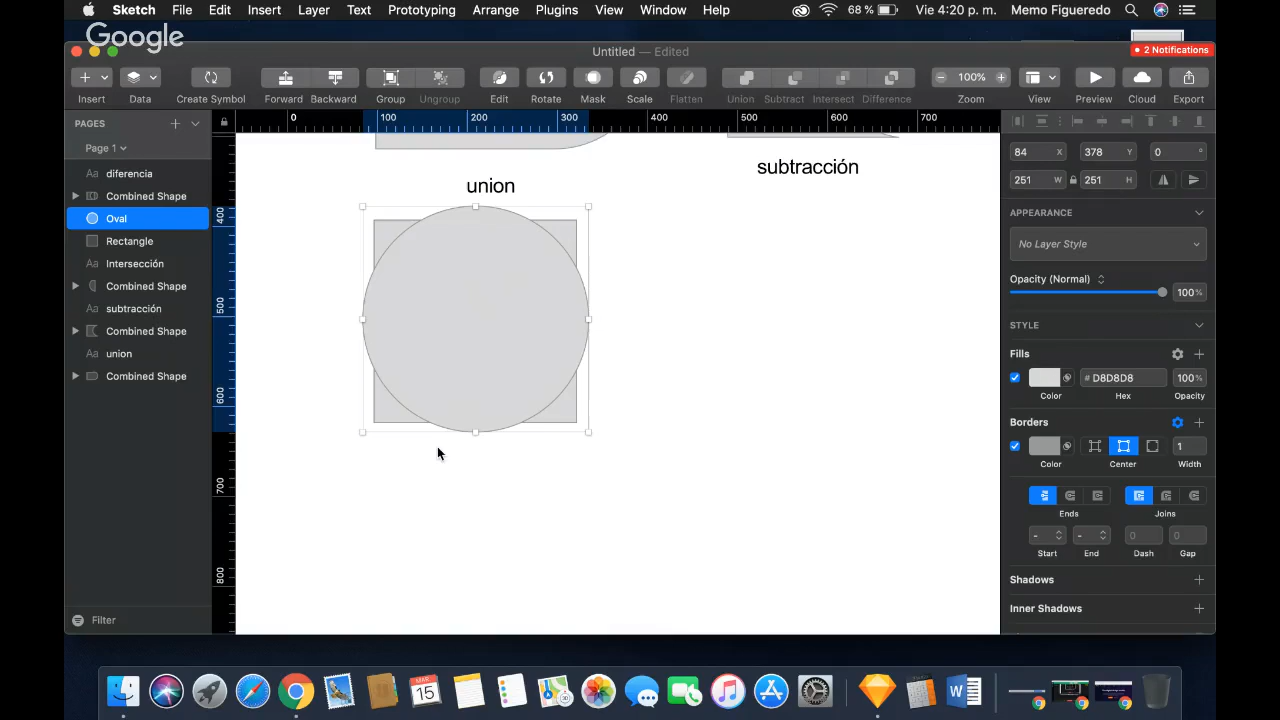 Sketch File Edit Insert Layer Text Prototyping Arrange Plugins View Window Help 68 % Vie 4:20 p. m. Memo Figueredo
Google
Untitled — Edited
2 Notifications
Insert Data Create Symbol Forward Backward Group Ungroup Edit Rotate Mask Scale Flatten Union Subtract Intersect Difference 100% Zoom View Preview Cloud Export
PAGES
Page 1
diferencia
Combined Shape
Oval
Rectangle
Intersección
Combined Shape
subtracción
Combined Shape
union
Combined Shape
Filter
0 100 200 300 400 500 600 700
400
500
600
700
800
subtracción
union
84 X 378 Y 0 °
251 W 251 H
APPEARANCE
No Layer Style
Opacity (Normal)
100%
STYLE
Fills
# D8D8D8 100%
Color Hex Opacity
Borders
1
Color Center Width
Ends Joins
- - 0 0
Start End Dash Gap
Shadows
Inner Shadows
MAR
15